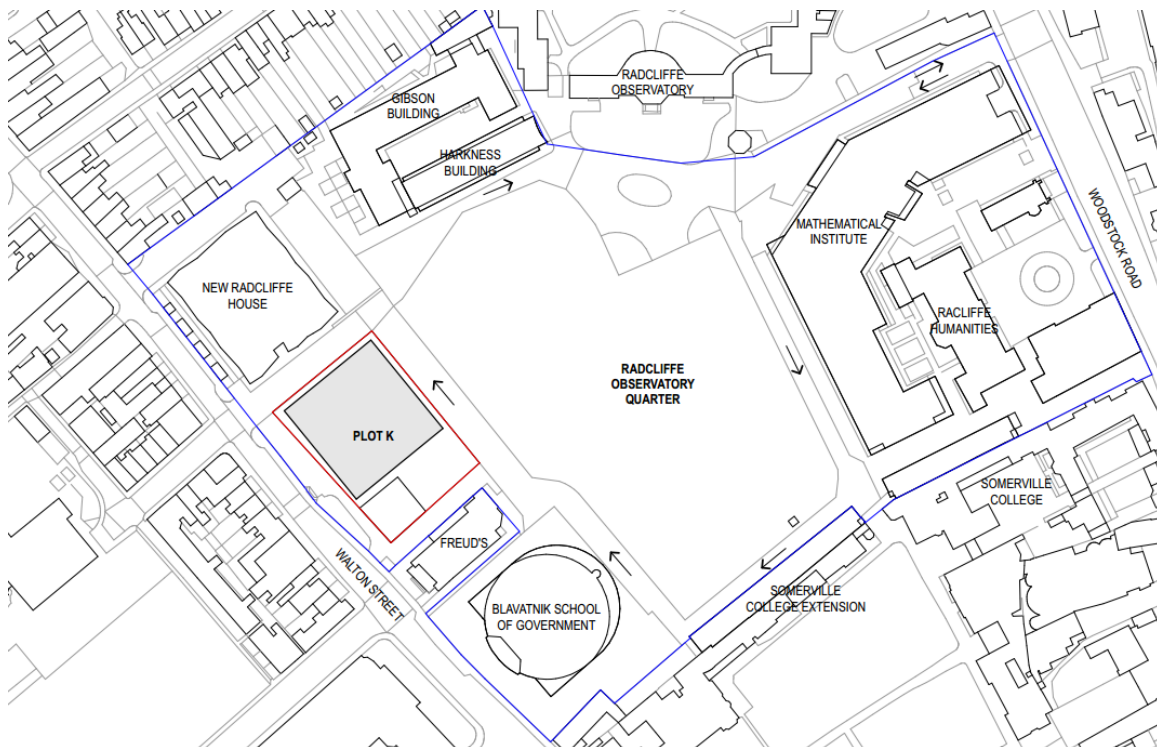 RADCLIFFE
OBSERVATORY
GIBSON
BUILDING
HARKNESS
BUILDING
MATHEMATICAL
INSTITUTE
WOODSTOCK ROAD
NEW RADCLIFFE
HOUSE
RACLIFFE
HUMANITIES
RADCLIFFE
OBSERVATORY
QUARTER
PLOT K
SOMERVILLE
COLLEGE
FREUD'S
WALTON STREET
SOMERVILLE
COLLEGE EXTENSION
BLAVATNIK SCHOOL
OF GOVERNMENT